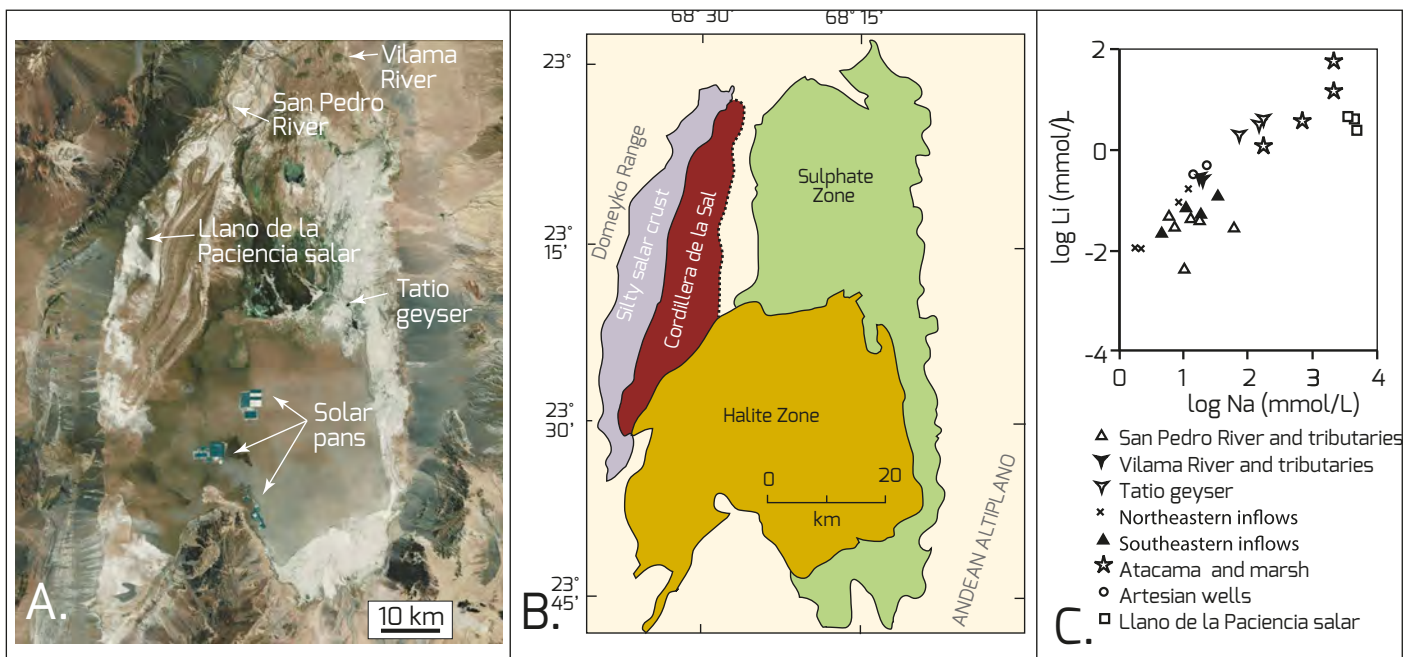 Vilama
River
San Pedro
River
Llano de la
Paciencia salar
Tatio
geyser
Solar
pans
A.
10 km
68° 30'
68° 15'
23°
23°
15'
23°
30'
23°
45'
Domeyko Range
Silty salar crust
Cordillera de la Sal
Sulphate
Zone
Halite Zone
0
20
km
ANDEAN ALTIPLANO
B.
2
0
-2
-4
log Li (mmol/L
0
1
2
3
4
log Na (mmol/L)
San Pedro River and tributaries
Vilama River and tributaries
Tatio geyser
Northeastern inflows
Southeastern inflows
Atacama and marsh
Artesian wells
Llano de la Paciencia salar
C.